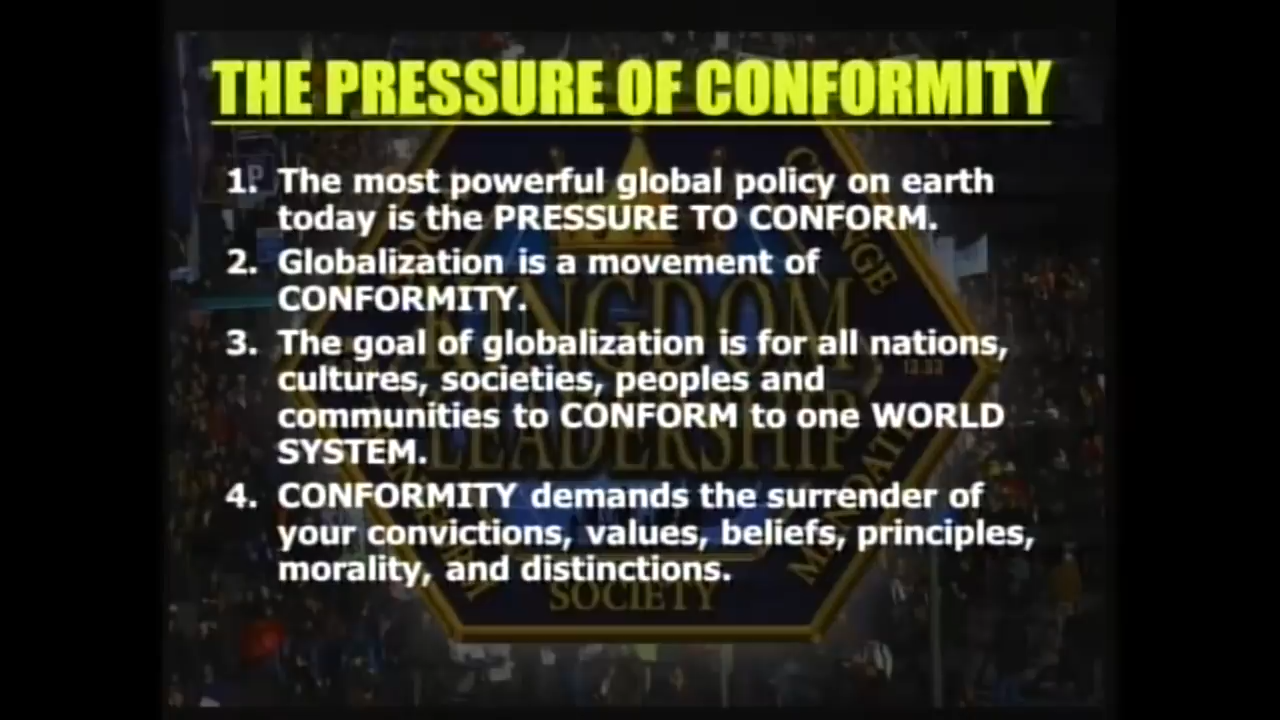 THE PRESSURE OF CONFORMITY
1. The most powerful global policy on earth
today is the PRESSURE TO CONFORM.
2. Globalization is a movement of
CONFORMITY.
3. The goal of globalization is for all nations,
cultures, societies, peoples and
communities to CONFORM to one WORLD
SYSTEM.
4. CONFORMITY demands the surrender of
your convictions, values, beliefs, principles,
morality, and distinctions.
KINGDOM
LEADERSHIP
SOCIETY